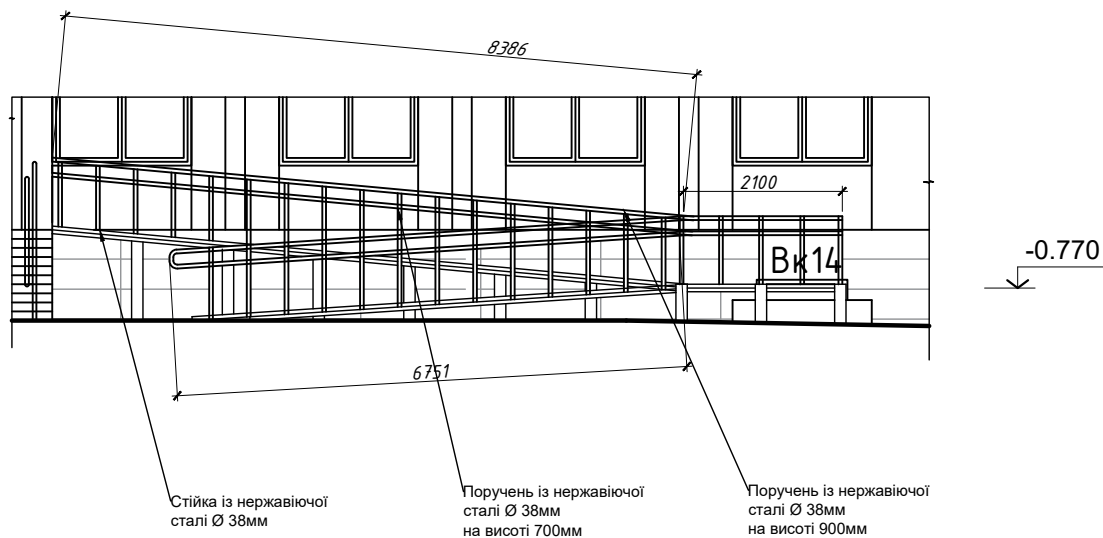 8386
2100
Вк14
-0.770
6751
Стійка із нержавіючої
сталі Ø 38мм
Поручень із нержавіючої
сталі Ø 38мм
на висоті 700мм
Поручень із нержавіючої
сталі Ø 38мм
на висоті 900мм